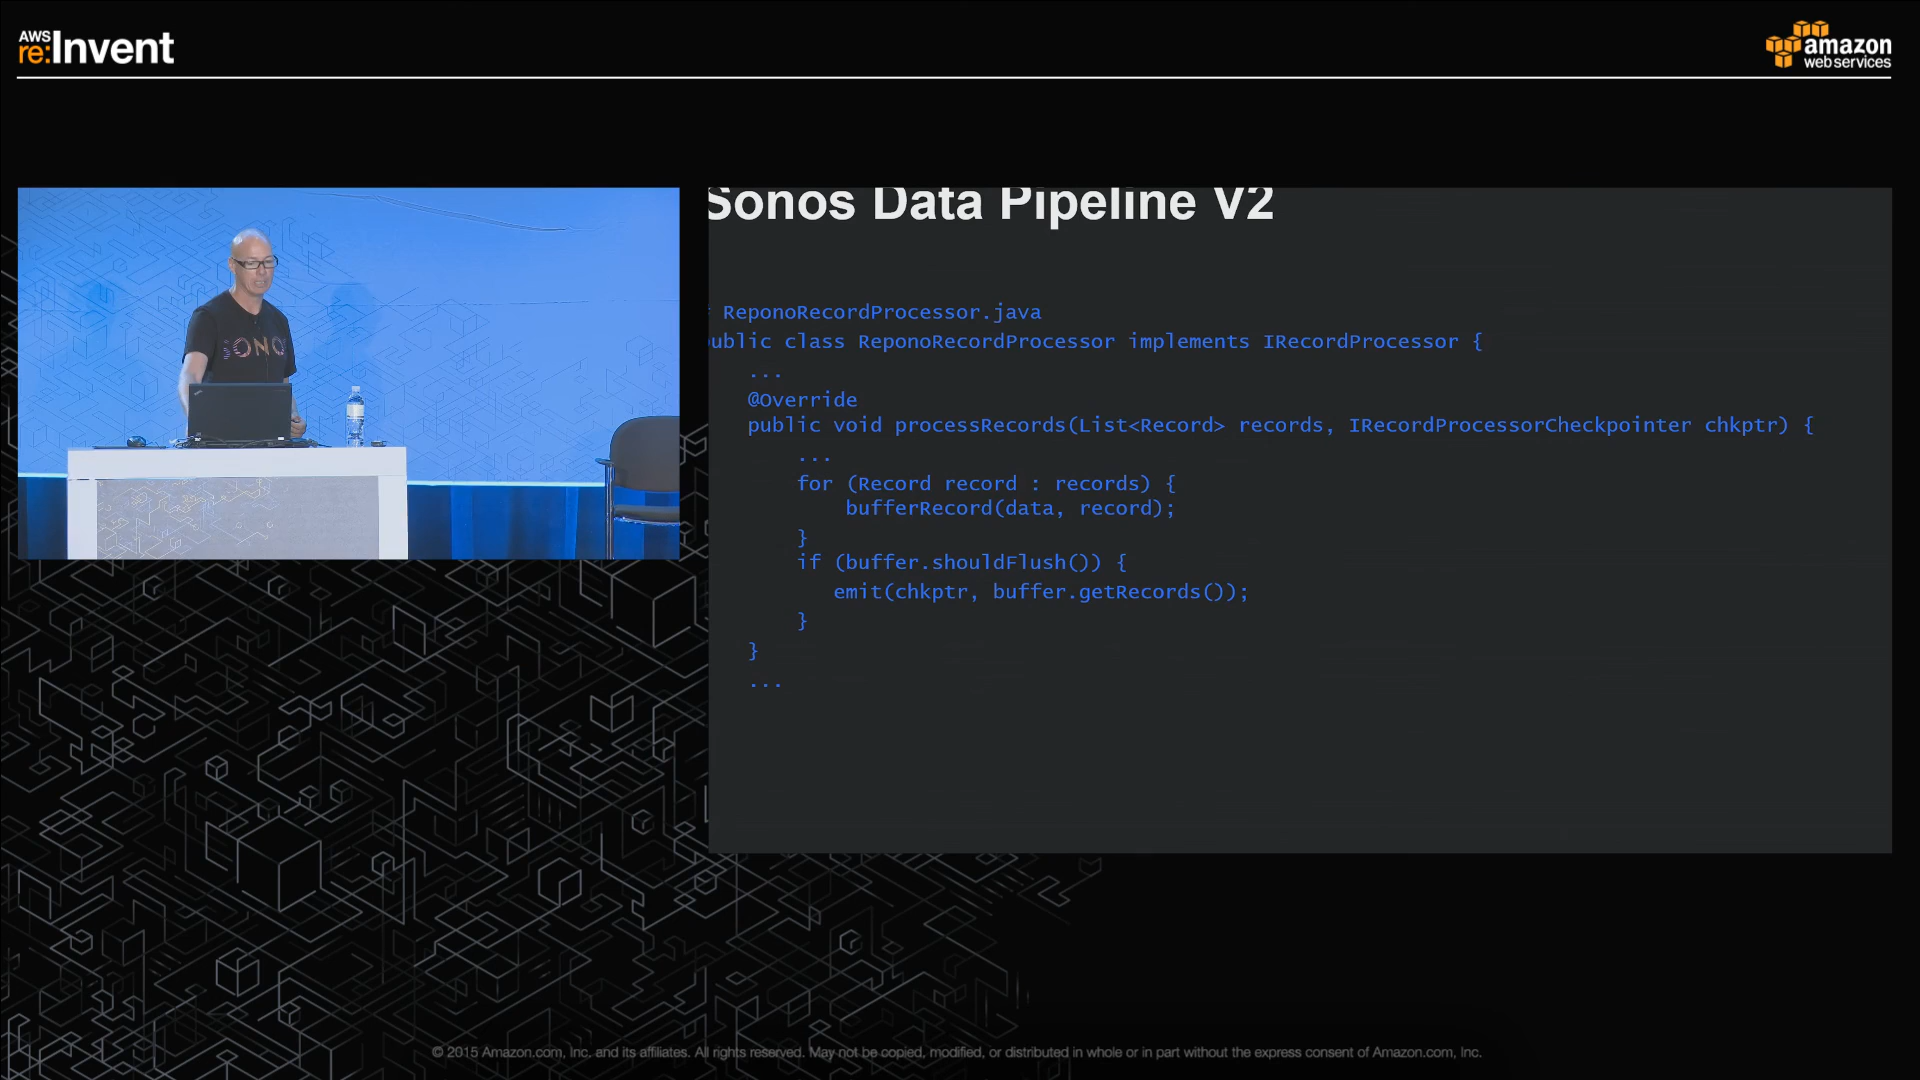 AWS
re:Invent
amazon
web services
SONOS
Sonos Data Pipeline V2
ReponoRecordProcessor.java
public class ReponoRecordProcessor implements IRecordProcessor {
...
@Override
public void processRecords(List<Record> records, IRecordProcessorCheckpointer chkptr) {
...
for (Record record : records) {
bufferRecord(data, record);
}
if (buffer.shouldFlush()) {
emit(chkptr, buffer.getRecords());
}
}
...
© 2015 Amazon.com, Inc. and its affiliates. All rights reserved. May not be copied, modified, or distributed in whole or in part without the express consent of Amazon.com, Inc.